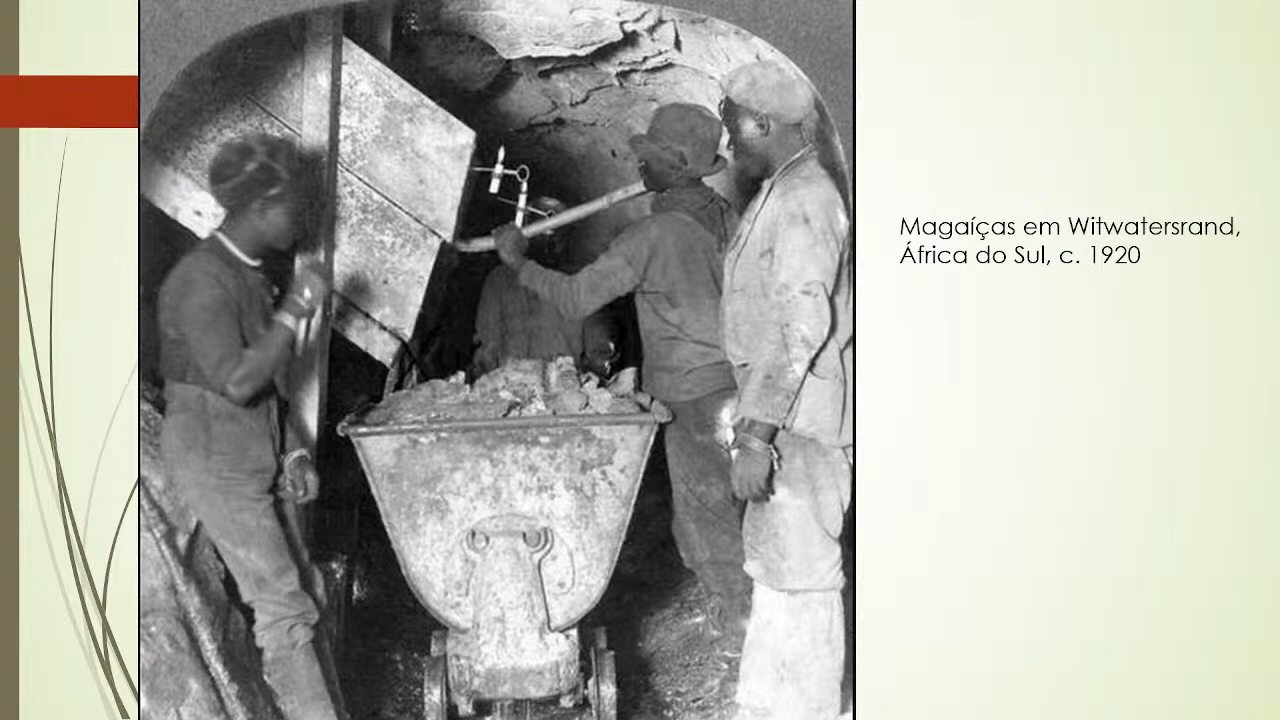 Magaíças em Witwatersrand,
África do Sul, c. 1920